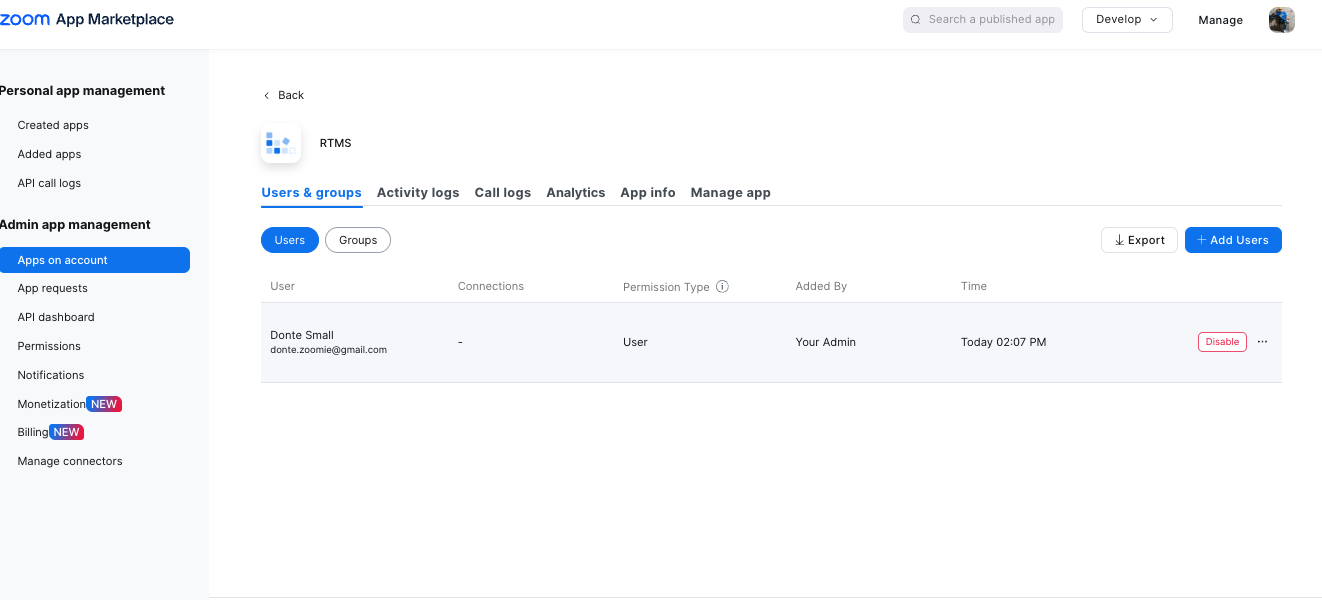 zoom App Marketplace
Search a published app
Develop
Manage
Personal app management
Created apps
Added apps
API call logs
Admin app management
Apps on account
App requests
API dashboard
Permissions
Notifications
Monetization NEW
Billing NEW
Manage connectors
Back
RTMS
Users & groups Activity logs Call logs Analytics App info Manage app
Users Groups Export + Add Users
User Connections Permission Type Added By Time
Donte Small - User Your Admin Today 02:07 PM Disable ...
donte.zoomie@gmail.com